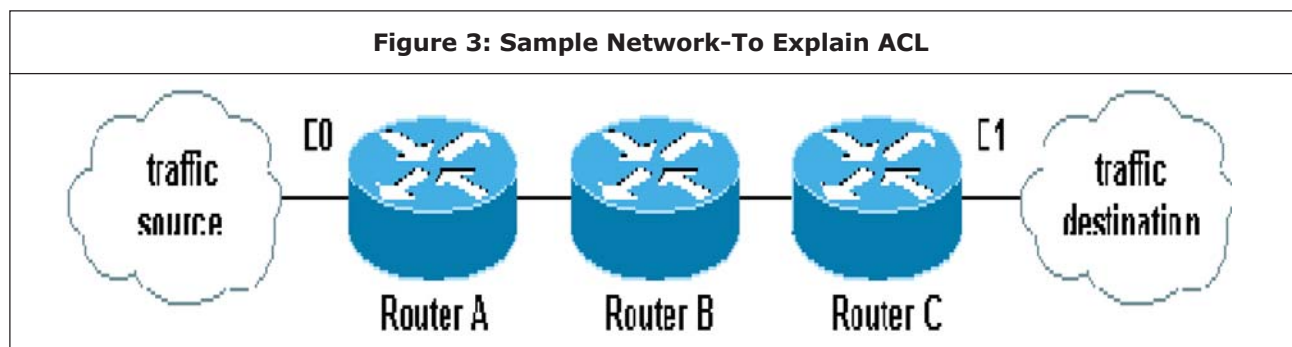 Figure 3: Sample Network-To Explain ACL
E0
E1
traffic
source
traffic
destination
Router A
Router B
Router C